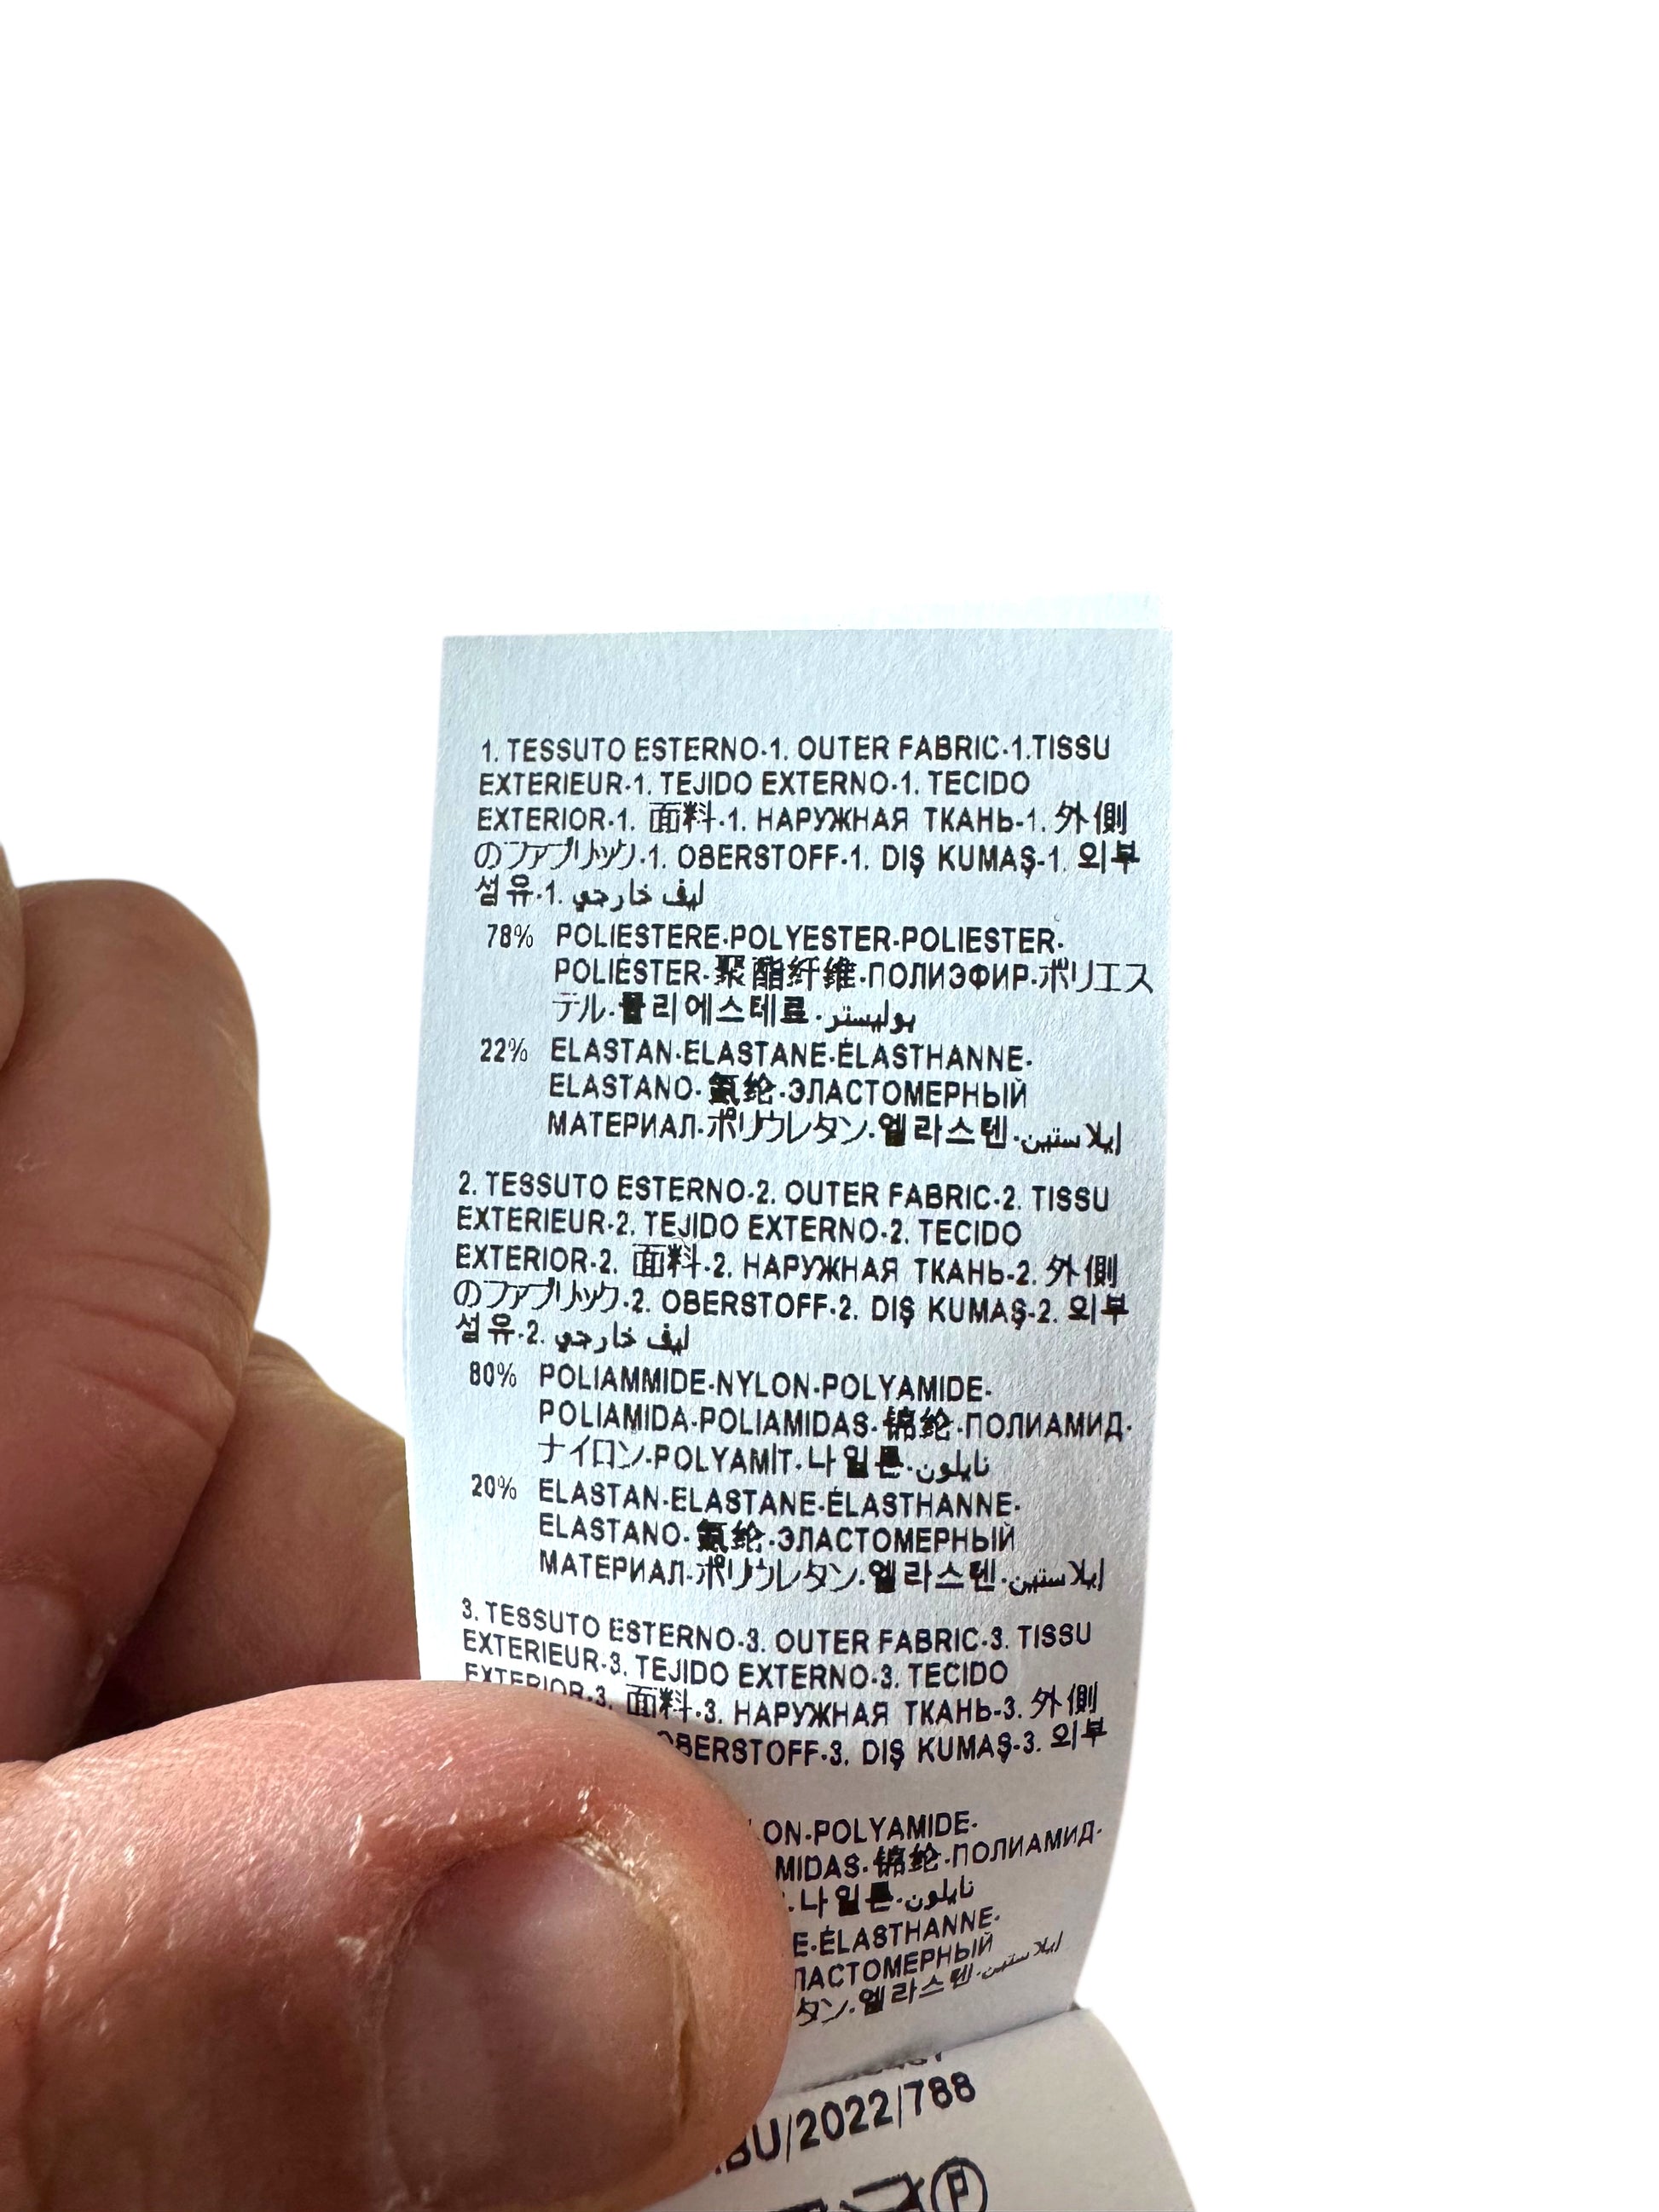 1. TESSUTO ESTERNO-1. OUTER FABRIC-1.TISSU
EXTERIEUR-1. TEJIDO EXTERNO-1. TECIDO
EXTERIOR-1. 面料-1. НАРУЖНАЯ ТКАНЬ-1. 外側
のファブリック-1. OBERSTOFF-1. DIŞ KUMAŞ-1. 외부
섬유-1. ليف خارجي
78% POLIESTERE-POLYESTER-POLIESTER-
POLIÉSTER-聚酯纤维-ПОЛИЭФИР-ポリエス
テル-폴리에스테르-بوليستر
22% ELASTAN-ELASTANE-ÉLASTHANNE-
ELASTANO-氨纶-ЭЛАСТОМЕРНЫЙ
МАТЕРИАЛ-ポリウレタン-엘라스텐-إيلاستين
2. TESSUTO ESTERNO-2. OUTER FABRIC-2. TISSU
EXTERIEUR-2. TEJIDO EXTERNO-2. TECIDO
EXTERIOR-2. 面料-2. НАРУЖНАЯ ТКАНЬ-2. 外側
のファブリック-2. OBERSTOFF-2. DIŞ KUMAŞ-2. 외부
섬유-2. ليف خارجي
80% POLIAMMIDE-NYLON-POLYAMIDE-
POLIAMIDA-POLIAMIDAS-锦纶-ПОЛИАМИД-
ナイロン-POLYAMİT-나일론-نايلون
20% ELASTAN-ELASTANE-ÉLASTHANNE-
ELASTANO-氨纶-ЭЛАСТОМЕРНЫЙ
МАТЕРИАЛ-ポリウレタン-엘라스텐-إيلاستين
3. TESSUTO ESTERNO-3. OUTER FABRIC-3. TISSU
EXTERIEUR-3. TEJIDO EXTERNO-3. TECIDO
EXTERIOR-3. 面料-3. НАРУЖНАЯ ТКАНЬ-3. 外側
OBERSTOFF-3. DIŞ KUMAŞ-3. 외부
LON-POLYAMIDE-
MIDAS-锦纶-ПОЛИАМИД-
나일론-نايلون
E-ÉLASTHANNE-
ЛАСТОМЕРНЫЙ
タン-엘라스텐-إيلاستين
BU/2022/788
P